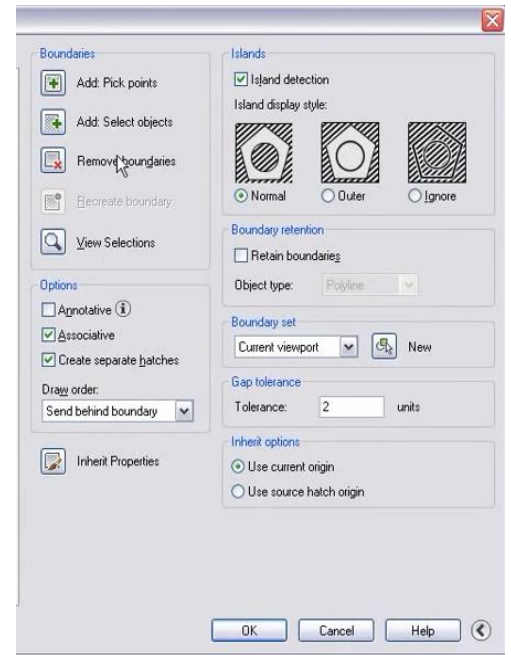 Boundaries
Add: Pick points
Add: Select objects
Remove boundaries
Recreate boundary
View Selections
Options
Annotative
Associative
Create separate hatches
Draw order:
Send behind boundary
Inherit Properties
Islands
Island detection
Island display style:
Normal Outer Ignore
Boundary retention
Retain boundaries
Object type: Polyline
Boundary set
Current viewport New
Gap tolerance
Tolerance: 2 units
Inherit options
Use current origin
Use source hatch origin
OK Cancel Help